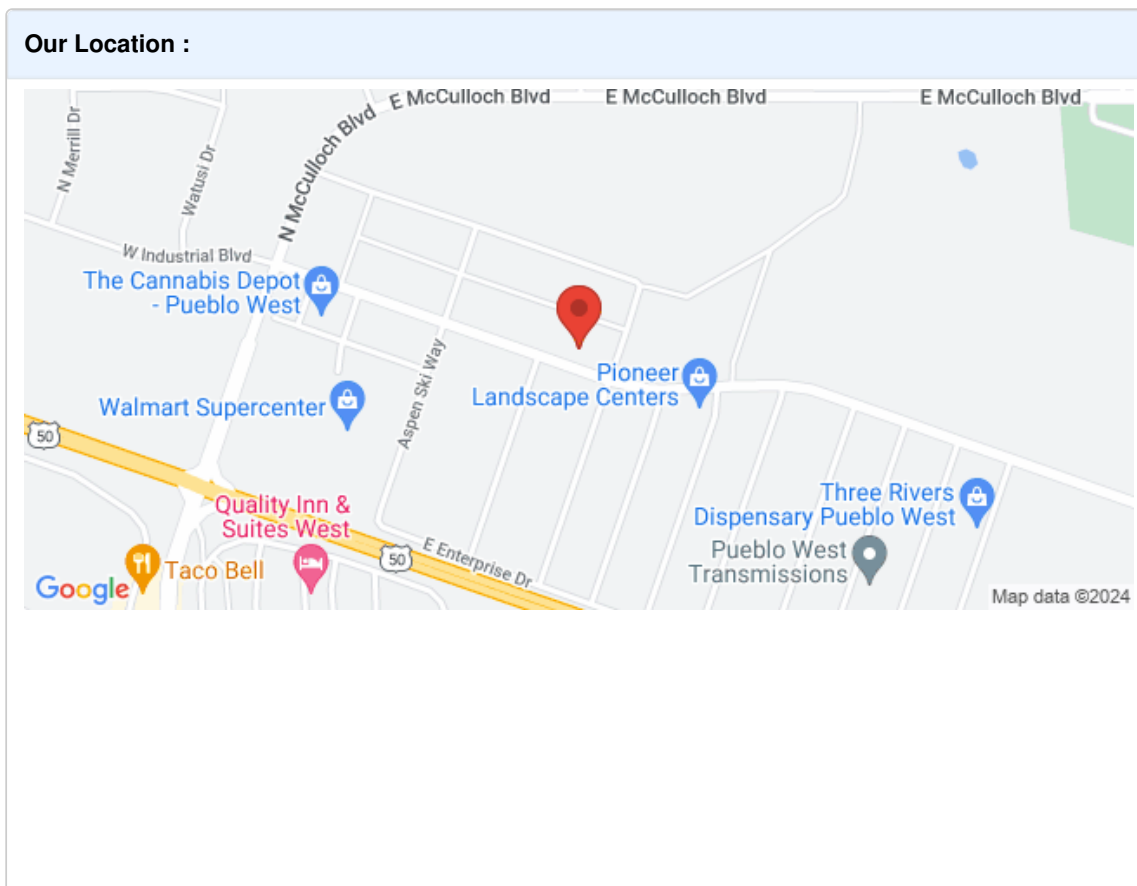 Our Location :
E McCulloch Blvd
E McCulloch Blvd
E McCulloch Blvd
N Merrill Dr
Watusi Dr
N McCulloch Blvd
W Industrial Blvd
The Cannabis Depot
- Pueblo West
Pioneer
Landscape Centers
Aspen Ski Way
Walmart Supercenter
50
Quality Inn &
Suites West
Three Rivers
Dispensary Pueblo West
50
E Enterprise Dr
Pueblo West
Transmissions
Taco Bell
Google
Map data ©2024